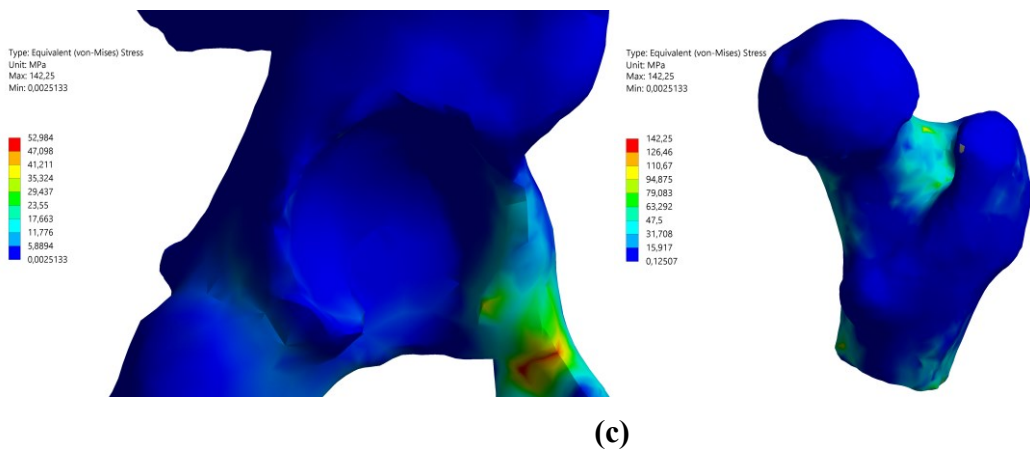 Type: Equivalent (von-Mises) Stress
Unit: MPa
Max: 142,25
Min: 0,0025133
52,984
47,098
41,211
35,324
29,437
23,55
17,663
11,776
5,8894
0,0025133
Type: Equivalent (von-Mises) Stress
Unit: MPa
Max: 142,25
Min: 0,0025133
142,25
126,46
110,67
94,875
79,083
63,292
47,5
31,708
15,917
0,12507
(c)